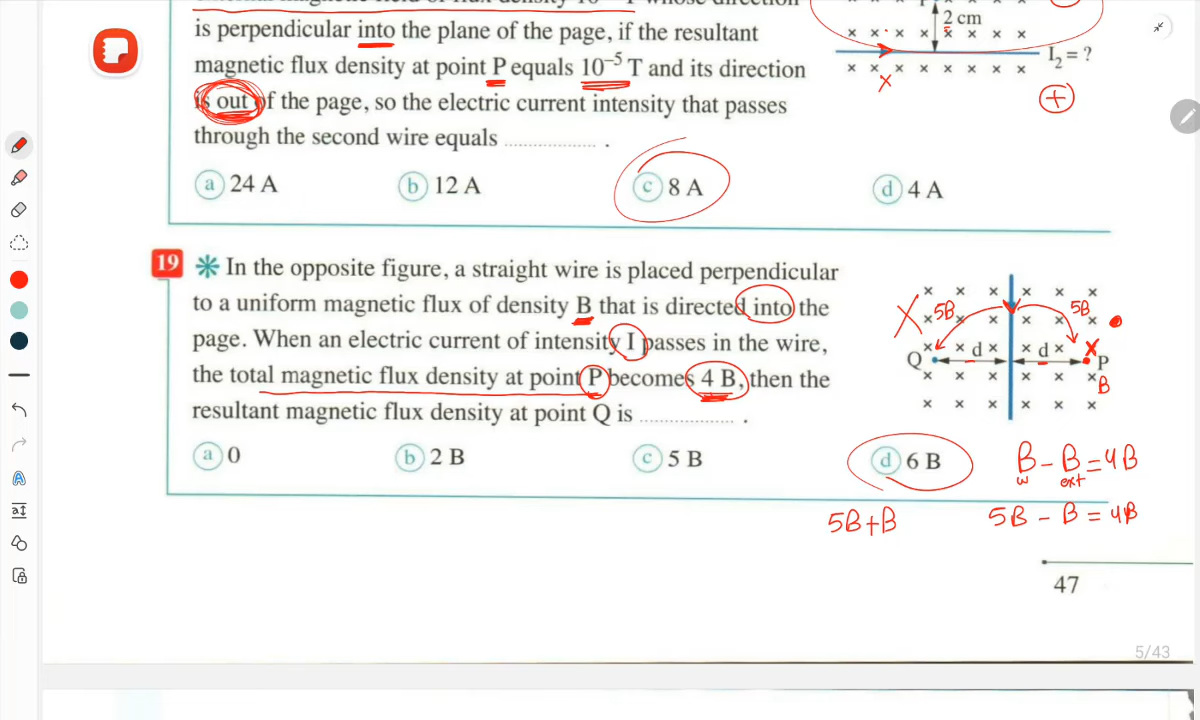 is perpendicular into the plane of the page, if the resultant
magnetic flux density at point P equals 10⁻⁵ T and its direction
is out of the page, so the electric current intensity that passes
through the second wire equals .................. .
2 cm
I₂ = ?
X
+
a 24 A
b 12 A
c 8 A
d 4 A
19 In the opposite figure, a straight wire is placed perpendicular
to a uniform magnetic flux of density B that is directed into the
page. When an electric current of intensity I passes in the wire,
the total magnetic flux density at point P becomes 4 B, then the
resultant magnetic flux density at point Q is .................. .
X 5B 5B
Q d d X P
B
a 0
b 2 B
c 5 B
d 6 B
B w - B ext = 4B
5B+B
5B - B = 4B
47
5/43